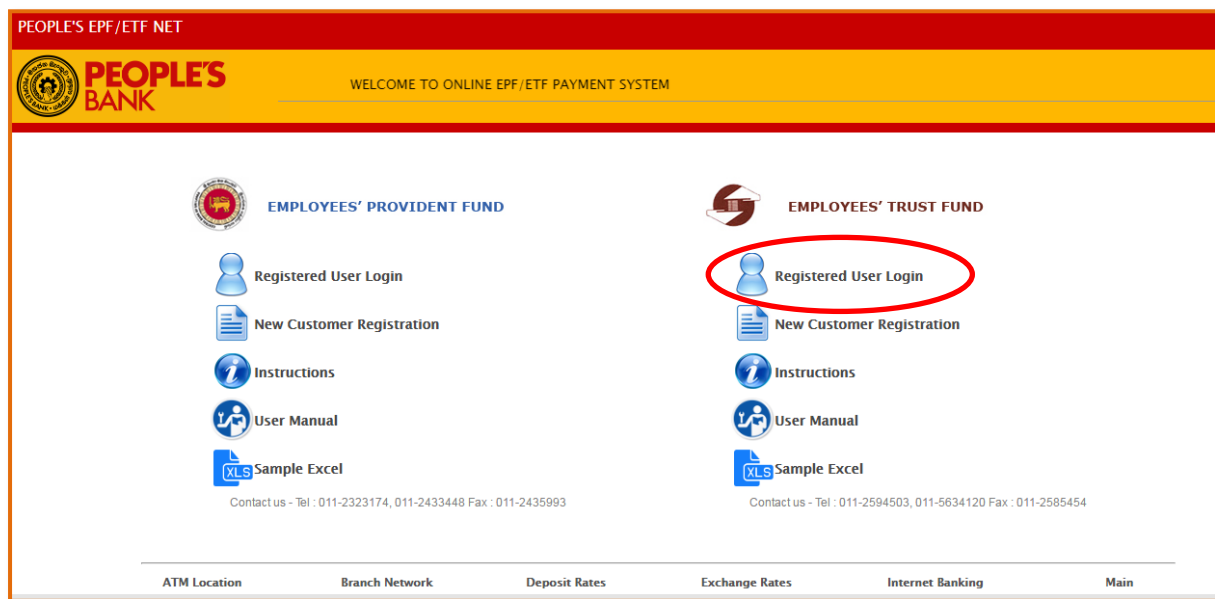 PEOPLE'S EPF/ETF NET
PEOPLE'S
BANK
WELCOME TO ONLINE EPF/ETF PAYMENT SYSTEM
EMPLOYEES' PROVIDENT FUND
Registered User Login
New Customer Registration
Instructions
User Manual
XLS Sample Excel
Contact us - Tel : 011-2323174, 011-2433448 Fax : 011-2435993
EMPLOYEES' TRUST FUND
Registered User Login
New Customer Registration
Instructions
User Manual
XLS Sample Excel
Contact us - Tel : 011-2594503, 011-5634120 Fax : 011-2585454
ATM Location Branch Network Deposit Rates Exchange Rates Internet Banking Main